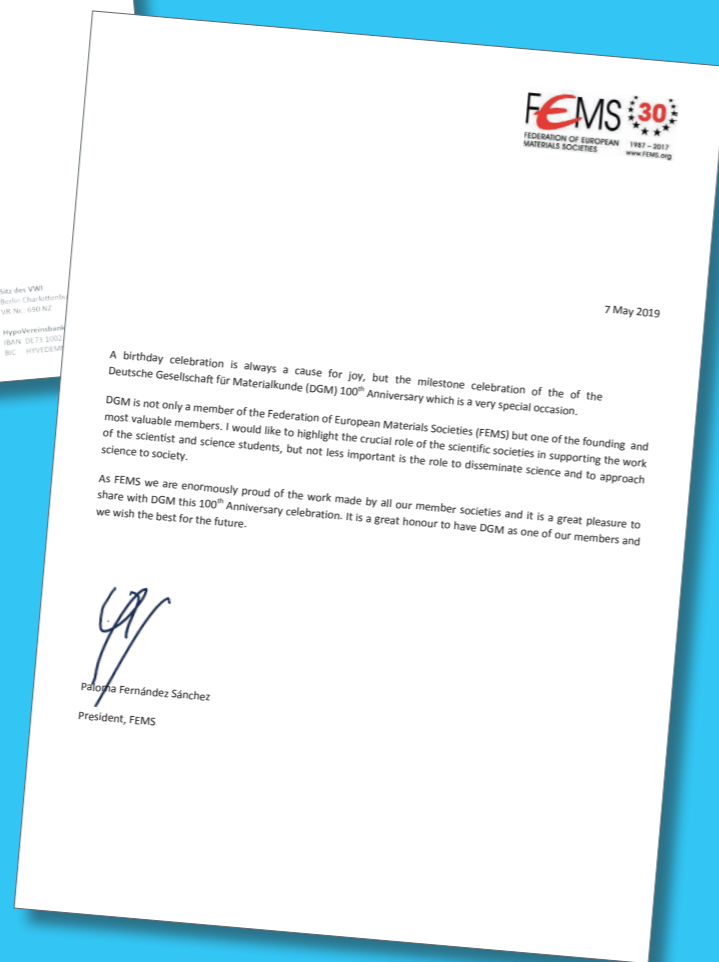 FEMS 30
FEDERATION OF EUROPEAN
MATERIALS SOCIETIES
1987 – 2017
www.FEMS.org
7 May 2019
A birthday celebration is always a cause for joy, but the milestone celebration of the of the
Deutsche Gesellschaft für Materialkunde (DGM) 100th Anniversary which is a very special occasion.
DGM is not only a member of the Federation of European Materials Societies (FEMS) but one of the founding and
most valuable members. I would like to highlight the crucial role of the scientific societies in supporting the work
of the scientist and science students, but not less important is the role to disseminate science and to approach
science to society.
As FEMS we are enormously proud of the work made by all our member societies and it is a great pleasure to
share with DGM this 100th Anniversary celebration. It is a great honour to have DGM as one of our members and
we wish the best for the future.
Paloma Fernández Sánchez
President, FEMS
Sitz des VWI
Berlin
VR Nr.: 690 NZ
HypoVereinsbank
IBAN
BIC